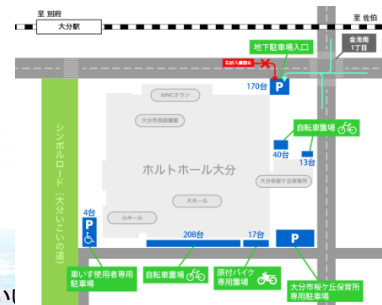 至 別府
至 佐伯
大分駅
金池南
1丁目
地下駐車場入口
右折入庫禁止
P
170台
MNCタウン
大分市民図書館
自転車置場
40台
13台
ホルトホール大分
大分市桜ケ丘保育所
シンボルロード（大分いこいの道）
大ホール
小ホール
4台
P
208台
17台
P
車いす使用者専用
駐車場
自転車置場
原付バイク
専用置場
大分市桜ケ丘保育所
専用駐車場